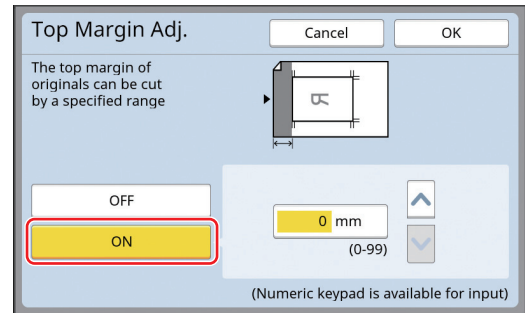 Top Margin Adj.
Cancel
OK
The top margin of
originals can be cut
by a specified range
R
OFF
ON
0 mm
(0-99)
(Numeric keypad is available for input)